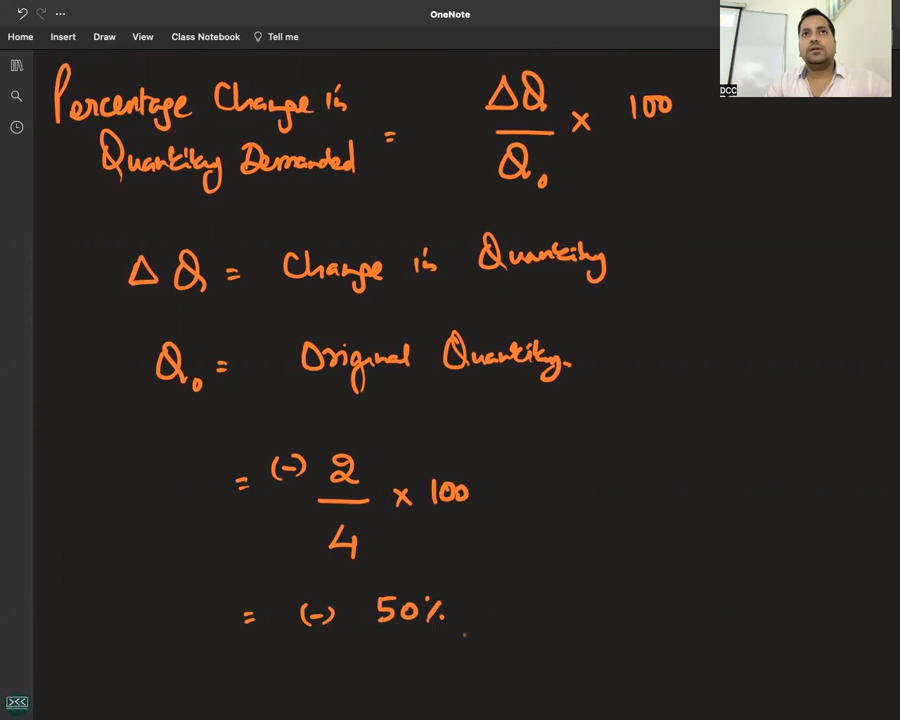 OneNote
Home Insert Draw View Class Notebook Tell me
DCC
Percentage Change in
Quantity Demanded = ΔQ / Q₀ × 100
ΔQ = Change in Quantity
Q₀ = Original Quantity.
= (-) 2 / 4 × 100
= (-) 50%